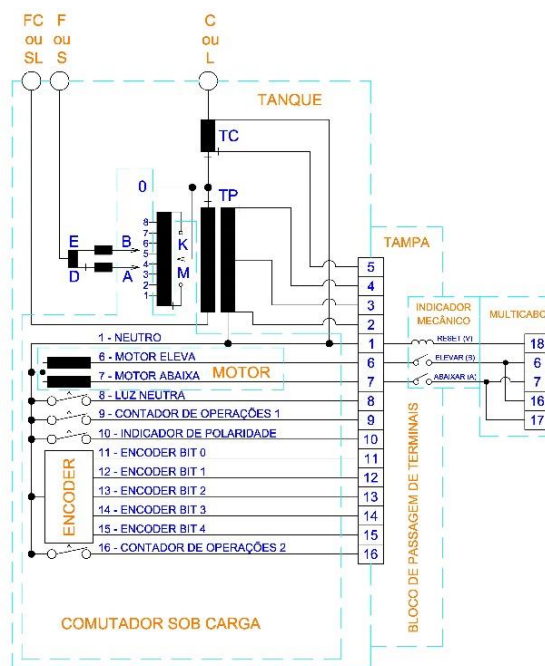 FC
ou
SL
F
ou
S
C
ou
L
TANQUE
TC
0
TP
8
7
6
5
4
3
2
1
E
D
B
A
K
M
TAMPA
5
4
3
2
1
6
7
8
9
10
11
12
13
14
15
16
INDICADOR
MECÂNICO
MULTICABO
RESET (V)
ELEVAR (S)
ABAIXAR (A)
18
6
7
16
17
1 - NEUTRO
6 - MOTOR ELEVA
7 - MOTOR ABAIXA
MOTOR
8 - LUZ NEUTRA
9 - CONTADOR DE OPERAÇÕES 1
10 - INDICADOR DE POLARIDADE
11 - ENCODER BIT 0
12 - ENCODER BIT 1
13 - ENCODER BIT 2
14 - ENCODER BIT 3
15 - ENCODER BIT 4
16 - CONTADOR DE OPERAÇÕES 2
ENCODER
BLOCO DE PASSAGEM DE TERMINAIS
COMUTADOR SOB CARGA